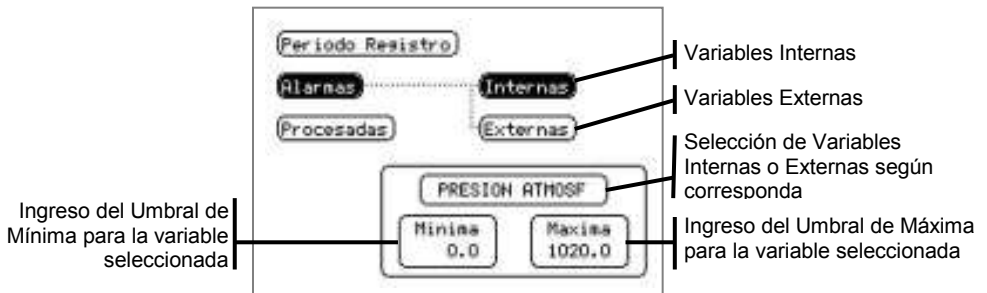 Periodo Registro
Alarmas
Internas
Procesadas
Externas
PRESION ATMOSF
Minima
0.0
Maxima
1020.0
Variables Internas
Variables Externas
Selección de Variables
Internas o Externas según
corresponda
Ingreso del Umbral de
Mínima para la variable
seleccionada
Ingreso del Umbral de Máxima
para la variable seleccionada